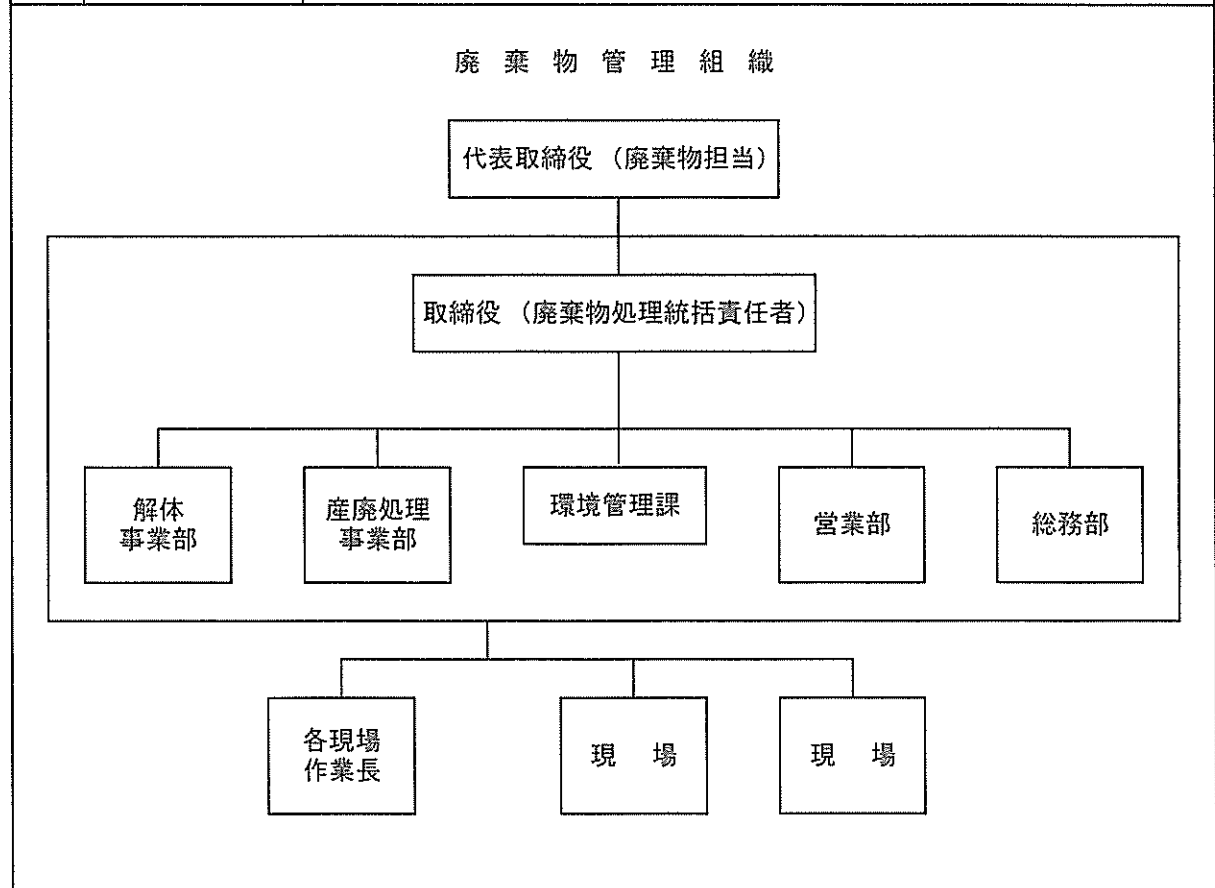 廃棄物管理組織
代表取締役（廃棄物担当）
取締役（廃棄物処理統括責任者）
解体
事業部
産廃処理
事業部
環境管理課
営業部
総務部
各現場
作業長
現　場
現　場